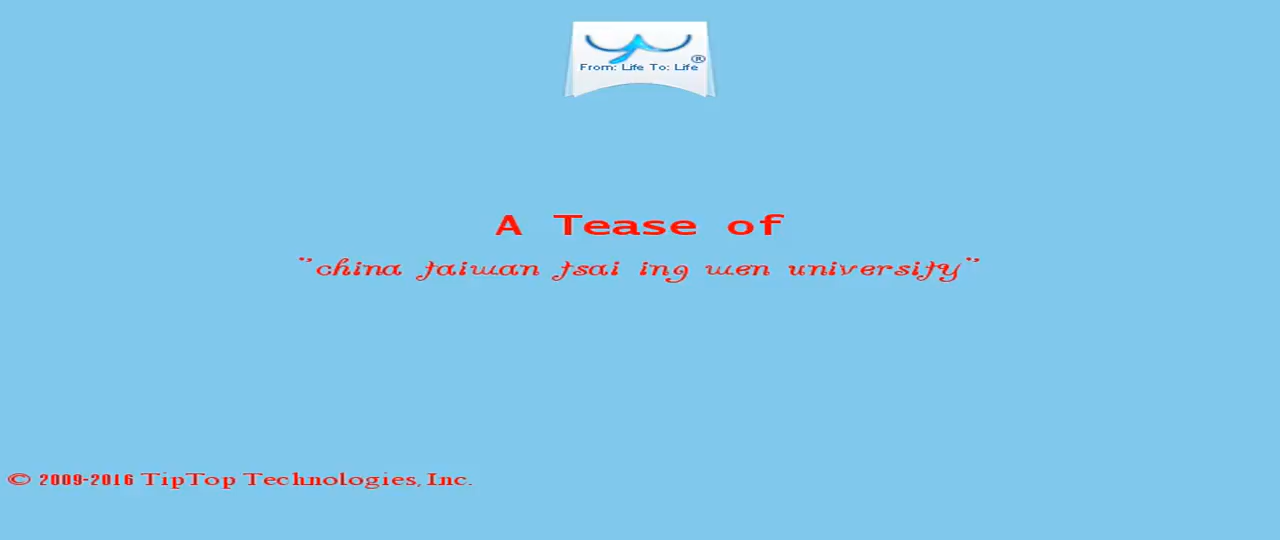 From: Life To: Life®
A Tease of
"china taiwan tsai ing wen university"
© 2009-2016 TipTop Technologies, Inc.